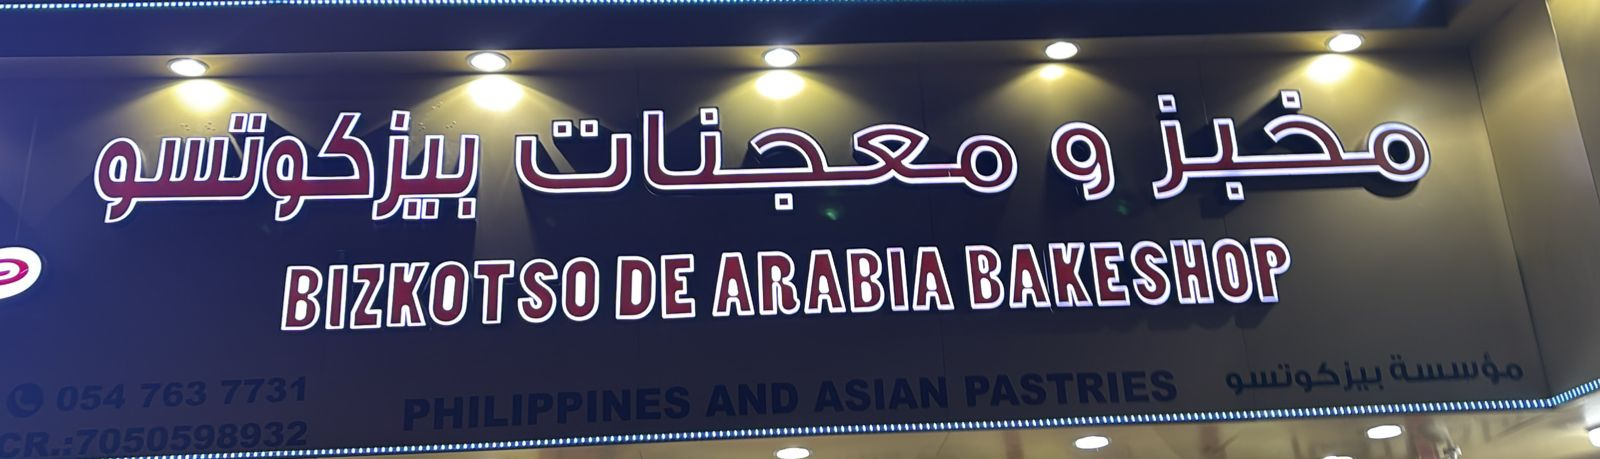 مخبز و معجنات بيزكوتسو
BIZKOTSO DE ARABIA BAKESHOP
مؤسسة بيزكوتسو
PHILIPPINES AND ASIAN PASTRIES
054 763 7731
CR.:7050598932